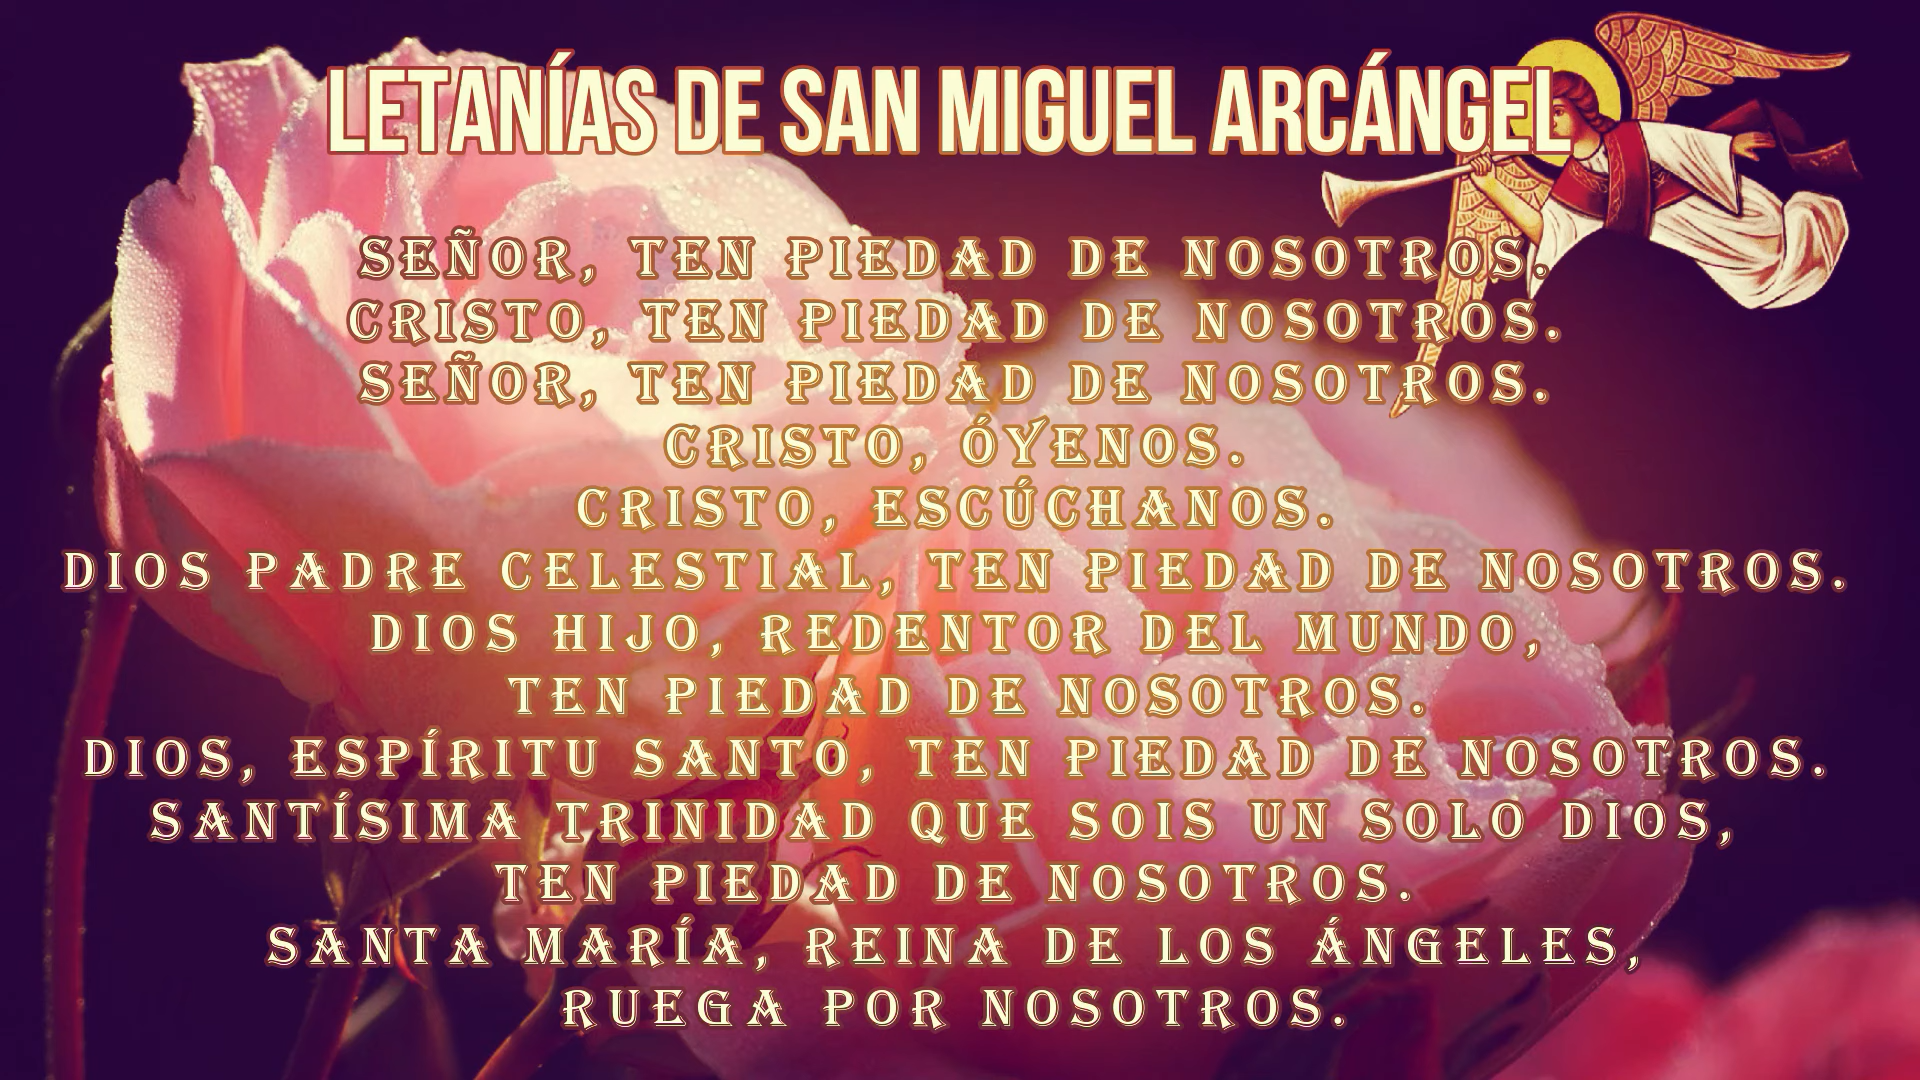 LETANÍAS DE SAN MIGUEL ARCÁNGEL
SEÑOR, TEN PIEDAD DE NOSOTROS.
CRISTO, TEN PIEDAD DE NOSOTROS.
SEÑOR, TEN PIEDAD DE NOSOTROS.
CRISTO, ÓYENOS.
CRISTO, ESCÚCHANOS.
DIOS PADRE CELESTIAL, TEN PIEDAD DE NOSOTROS.
DIOS HIJO, REDENTOR DEL MUNDO,
TEN PIEDAD DE NOSOTROS.
DIOS, ESPÍRITU SANTO, TEN PIEDAD DE NOSOTROS.
SANTÍSIMA TRINIDAD QUE SOIS UN SOLO DIOS,
TEN PIEDAD DE NOSOTROS.
SANTA MARÍA, REINA DE LOS ÁNGELES,
RUEGA POR NOSOTROS.